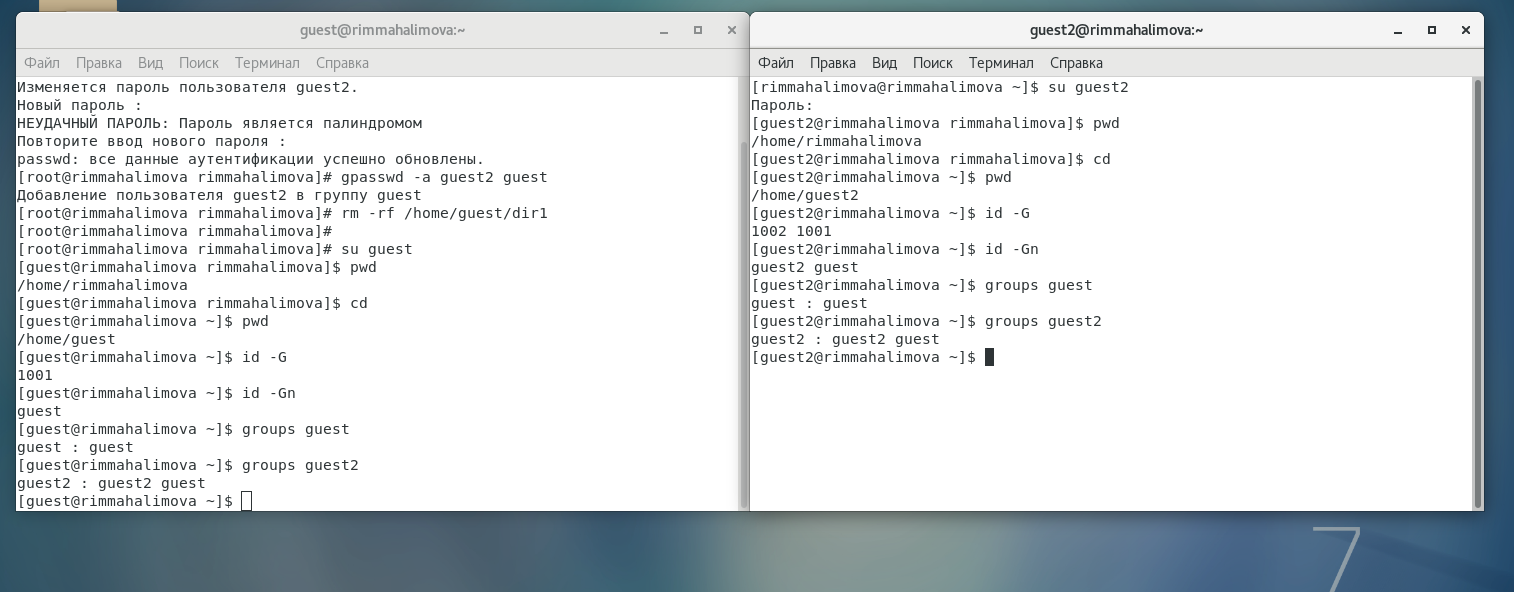 guest@rimmahalimova:~
Файл Правка Вид Поиск Терминал Справка
Изменяется пароль пользователя guest2.
Новый пароль :
НЕУДАЧНЫЙ ПАРОЛЬ: Пароль является палиндромом
Повторите ввод нового пароля :
passwd: все данные аутентификации успешно обновлены.
[root@rimmahalimova rimmahalimova]# gpasswd -a guest2 guest
Добавление пользователя guest2 в группу guest
[root@rimmahalimova rimmahalimova]# rm -rf /home/guest/dir1
[root@rimmahalimova rimmahalimova]#
[root@rimmahalimova rimmahalimova]# su guest
[guest@rimmahalimova rimmahalimova]$ pwd
/home/rimmahalimova
[guest@rimmahalimova rimmahalimova]$ cd
[guest@rimmahalimova ~]$ pwd
/home/guest
[guest@rimmahalimova ~]$ id -G
1001
[guest@rimmahalimova ~]$ id -Gn
guest
[guest@rimmahalimova ~]$ groups guest
guest : guest
[guest@rimmahalimova ~]$ groups guest2
guest2 : guest2 guest
[guest@rimmahalimova ~]$
guest2@rimmahalimova:~
Файл Правка Вид Поиск Терминал Справка
[rimmahalimova@rimmahalimova ~]$ su guest2
Пароль:
[guest2@rimmahalimova rimmahalimova]$ pwd
/home/rimmahalimova
[guest2@rimmahalimova rimmahalimova]$ cd
[guest2@rimmahalimova ~]$ pwd
/home/guest2
[guest2@rimmahalimova ~]$ id -G
1002 1001
[guest2@rimmahalimova ~]$ id -Gn
guest2 guest
[guest2@rimmahalimova ~]$ groups guest
guest : guest
[guest2@rimmahalimova ~]$ groups guest2
guest2 : guest2 guest
[guest2@rimmahalimova ~]$
7